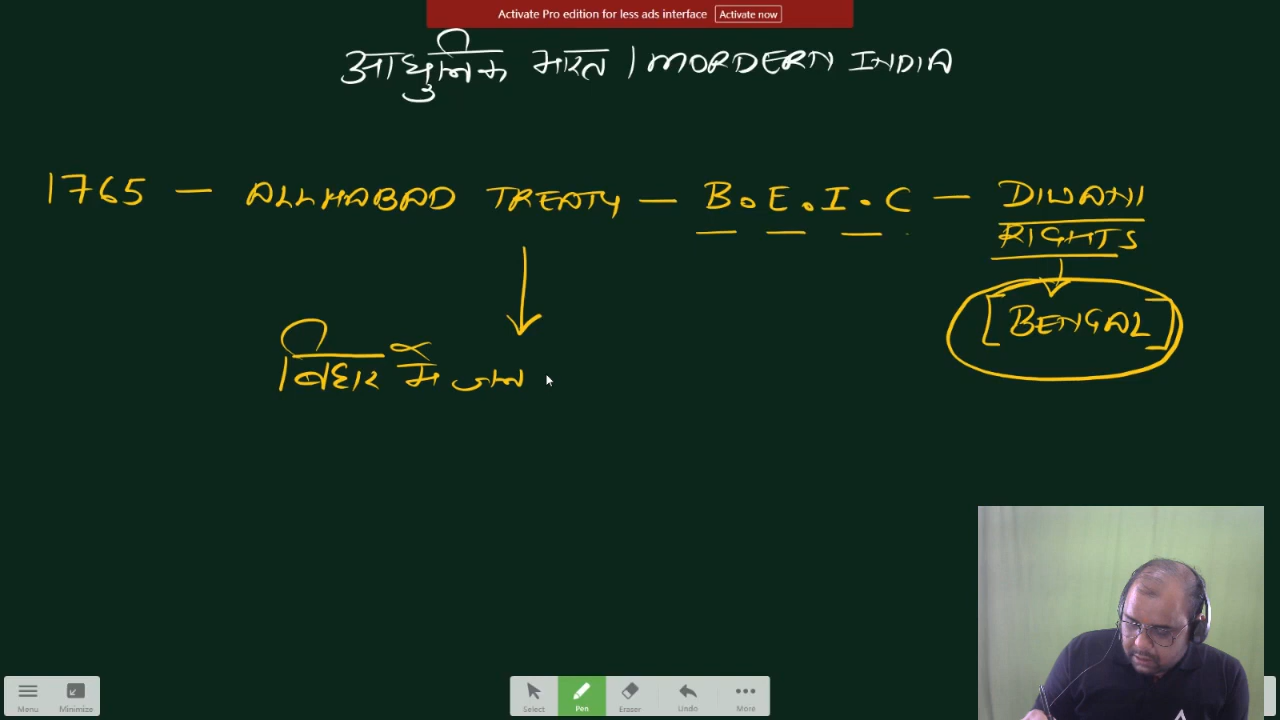 Activate Pro edition for less ads interface Activate now
आधुनिक भारत / MORDERN INDIA
1765 — ALLHABAD TREATY — B.E.I.C — DIWANI RIGHTS
[BENGAL]
बिहार में जान
Menu Minimize Select Pen Eraser Undo More